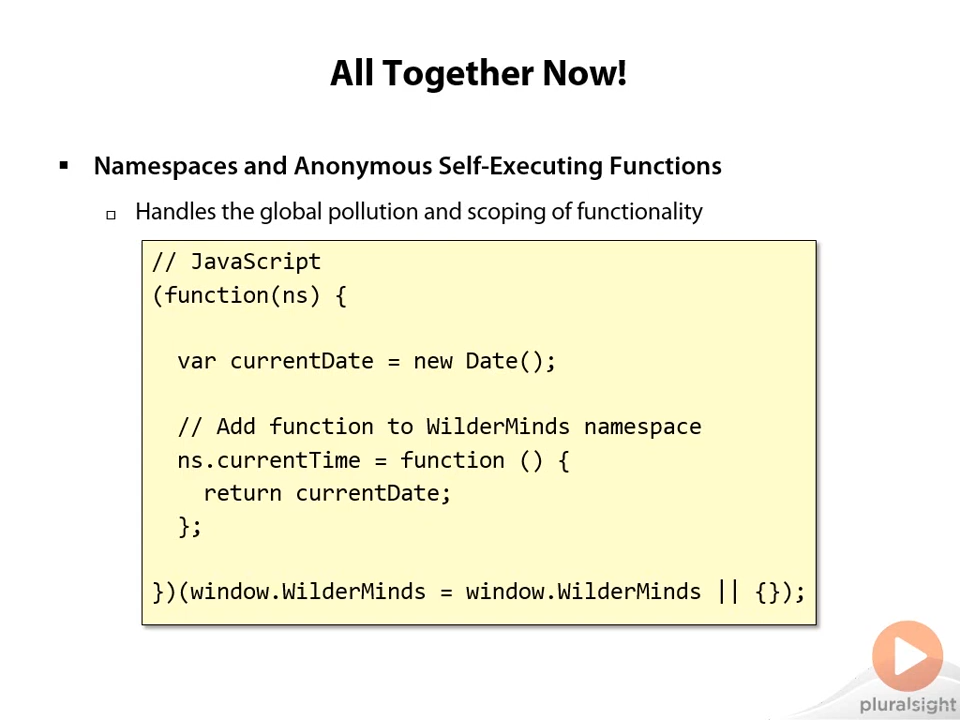 All Together Now!
Namespaces and Anonymous Self-Executing Functions
Handles the global pollution and scoping of functionality
// JavaScript
(function(ns) {
var currentDate = new Date();
// Add function to WilderMinds namespace
ns.currentTime = function () {
return currentDate;
};
})(window.WilderMinds = window.WilderMinds || {});
pluralsight